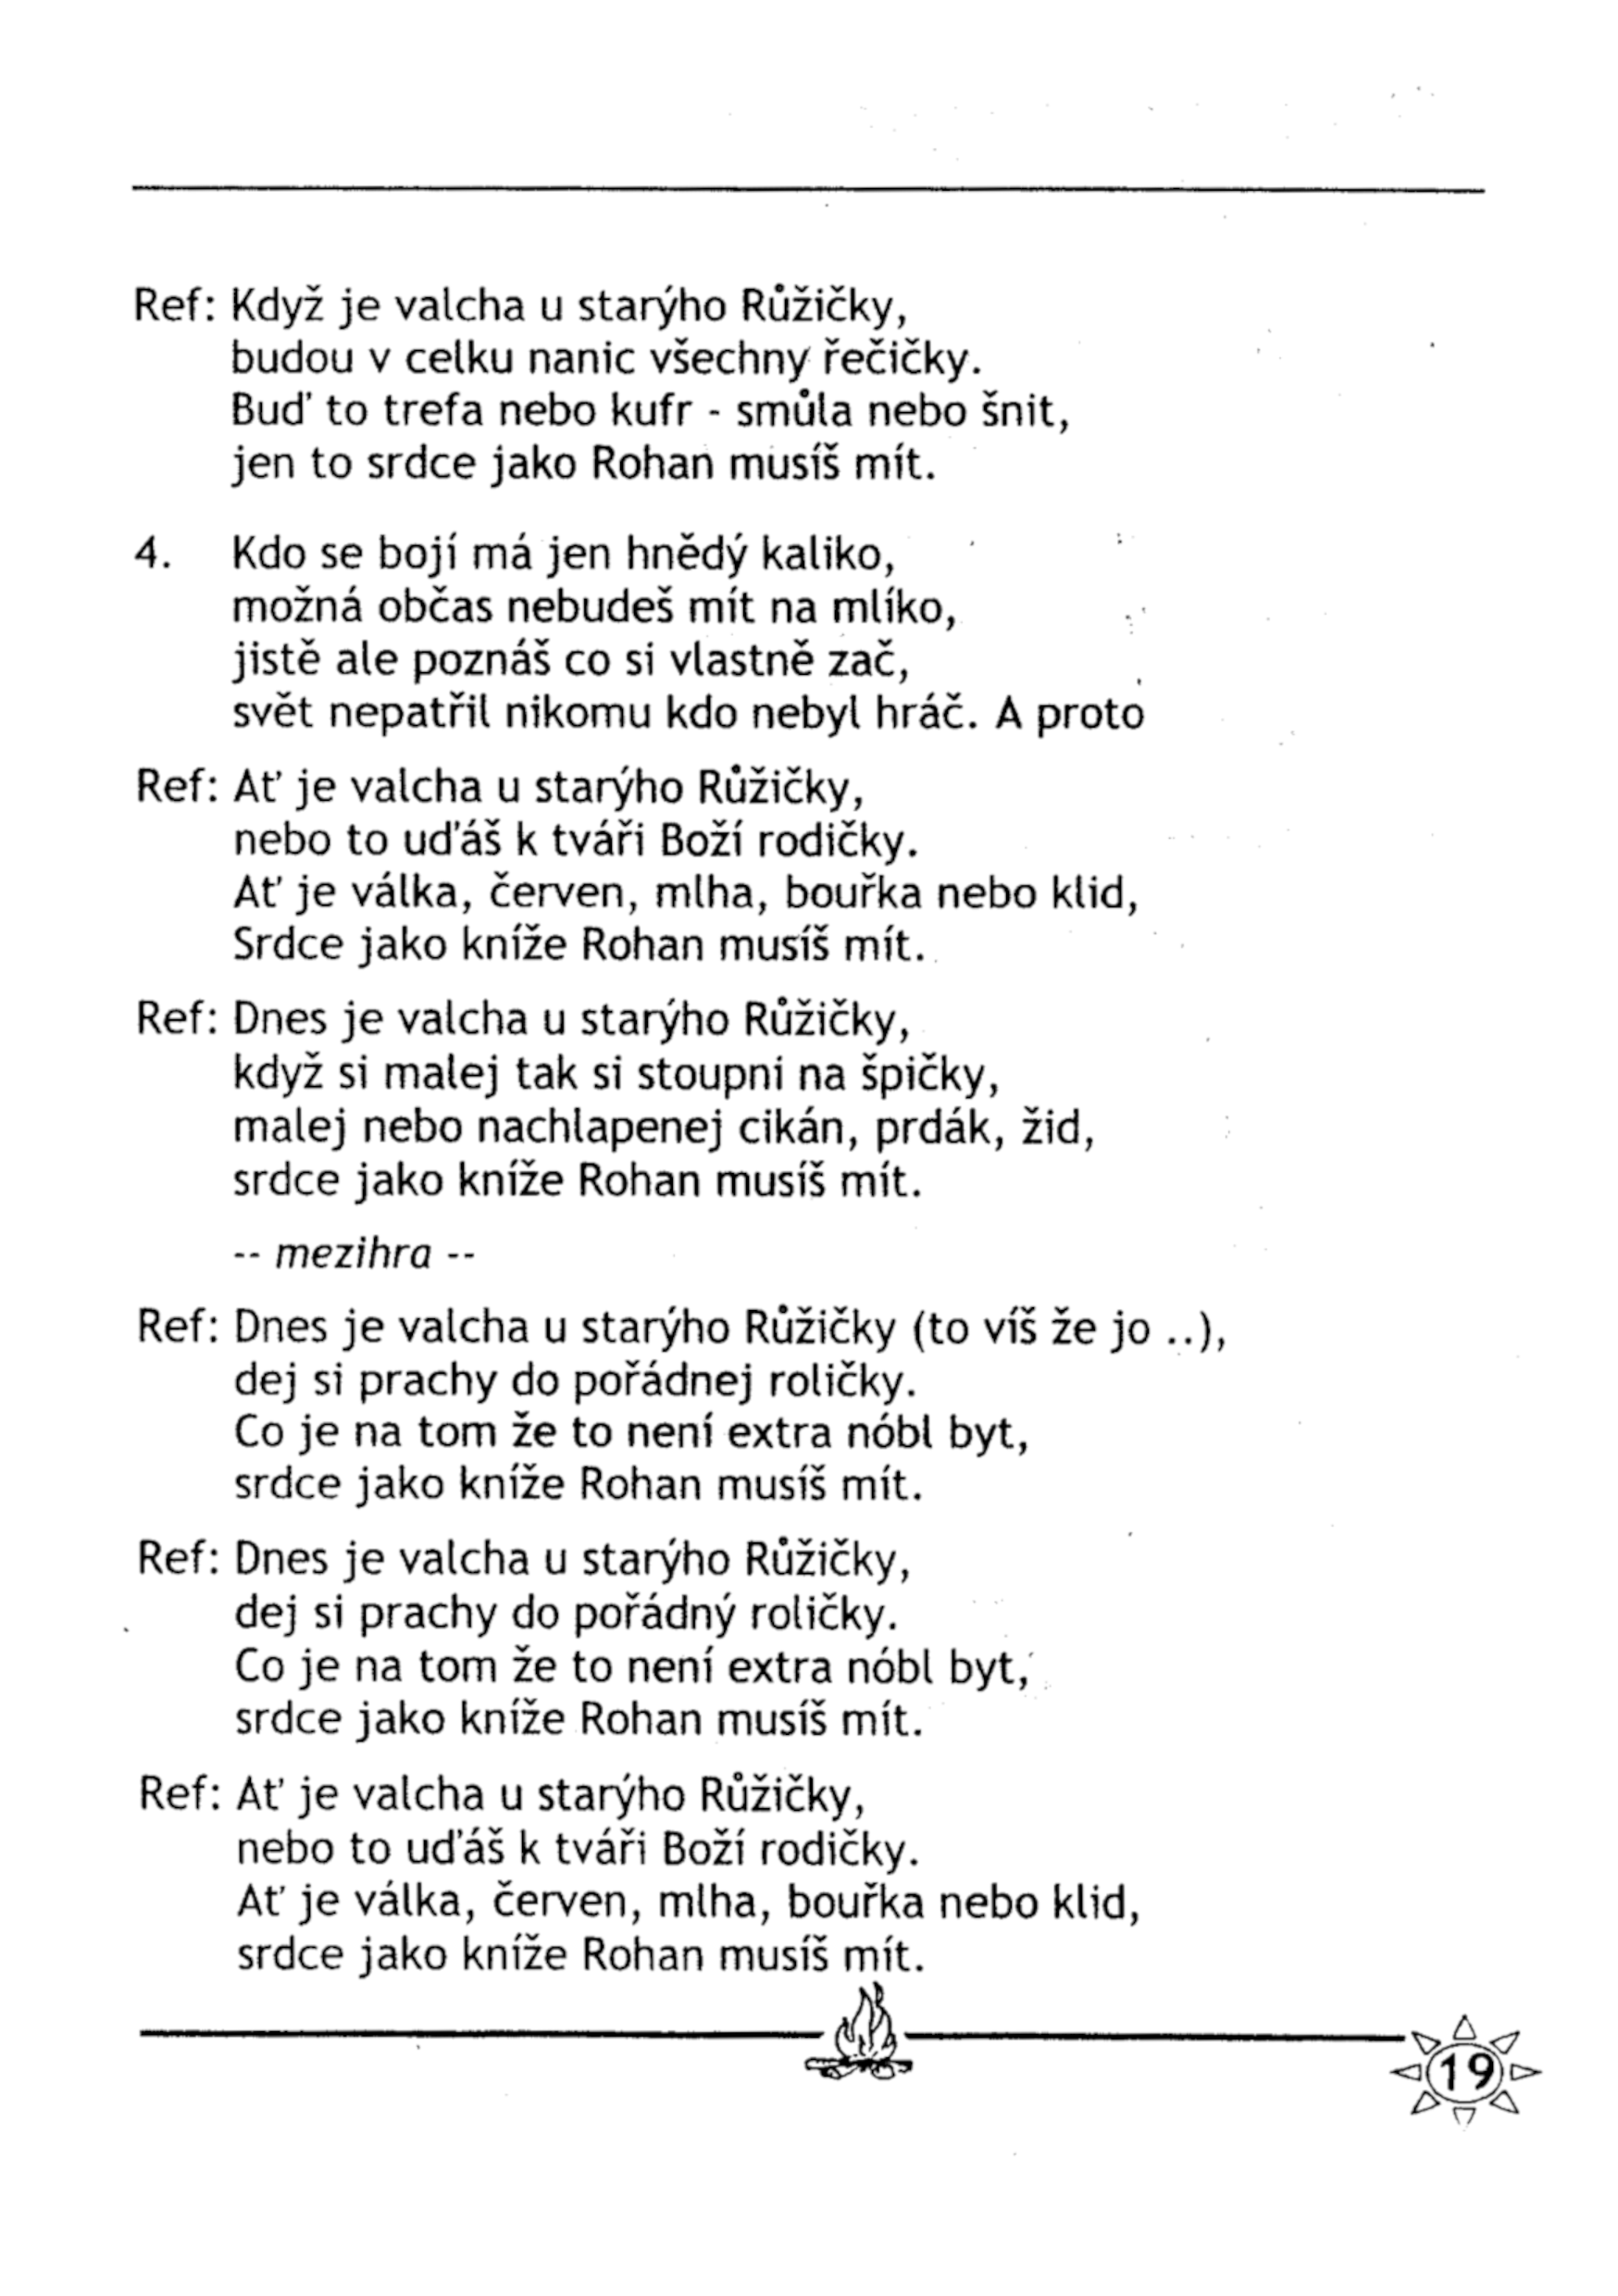 Ref: Když je valcha u starýho Růžičky,
budou v celku nanic všechny řečičky.
Buď to trefa nebo kufr - smůla nebo šnit,
jen to srdce jako Rohan musíš mít.
4. Kdo se bojí má jen hnědý kaliko,
možná občas nebudeš mít na mlíko,
jistě ale poznáš co si vlastně zač,
svět nepatřil nikomu kdo nebyl hráč. A proto
Ref: Ať je valcha u starýho Růžičky,
nebo to uďáš k tváři Boží rodičky.
Ať je válka, červen, mlha, bouřka nebo klid,
Srdce jako kníže Rohan musíš mít.
Ref: Dnes je valcha u starýho Růžičky,
když si malej tak si stoupni na špičky,
malej nebo nachlapenej cikán, prdák, žid,
srdce jako kníže Rohan musíš mít.
-- mezihra --
Ref: Dnes je valcha u starýho Růžičky (to víš že jo ..),
dej si prachy do pořádnej roličky.
Co je na tom že to není extra nóbl byt,
srdce jako kníže Rohan musíš mít.
Ref: Dnes je valcha u starýho Růžičky,
dej si prachy do pořádný roličky.
Co je na tom že to není extra nóbl byt,
srdce jako kníže Rohan musíš mít.
Ref: Ať je valcha u starýho Růžičky,
nebo to uďáš k tváři Boží rodičky.
Ať je válka, červen, mlha, bouřka nebo klid,
srdce jako kníže Rohan musíš mít.
19